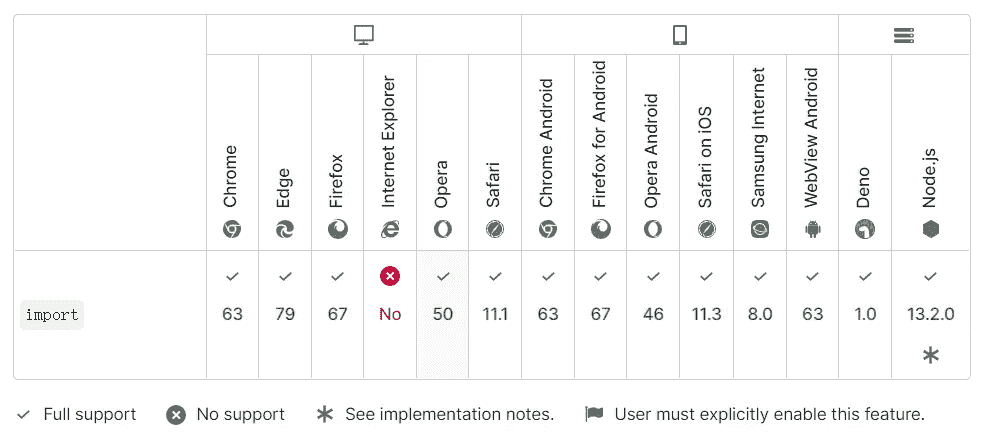 Chrome
Edge
Firefox
Internet Explorer
Opera
Safari
Chrome Android
Firefox for Android
Opera Android
Safari on iOS
Samsung Internet
WebView Android
Deno
Node.js
import 63 79 67 No 50 11.1 63 67 46 11.3 8.0 63 1.0 13.2.0
Full support No support See implementation notes. User must explicitly enable this feature.